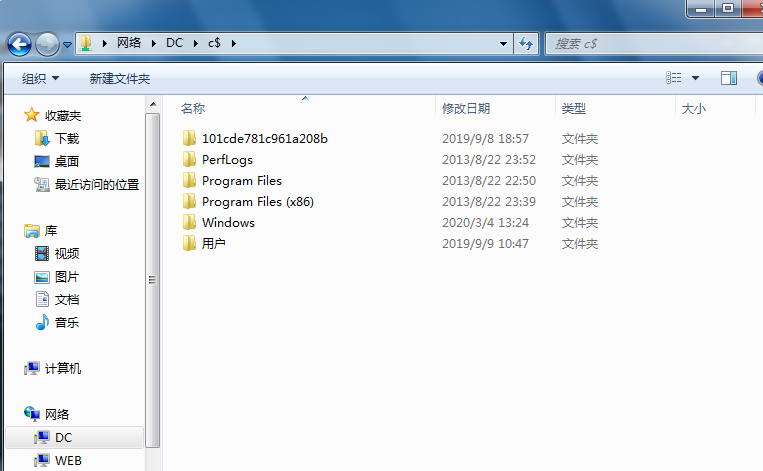 网络 DC c$ 搜索 c$
组织 新建文件夹
名称 修改日期 类型 大小
101cde781c961a208b 2019/9/8 18:57 文件夹
PerfLogs 2013/8/22 23:52 文件夹
Program Files 2013/8/22 22:50 文件夹
Program Files (x86) 2013/8/22 23:39 文件夹
Windows 2020/3/4 13:24 文件夹
用户 2019/9/9 10:47 文件夹
收藏夹
下载
桌面
最近访问的位置
库
视频
图片
文档
音乐
计算机
网络
DC
WEB